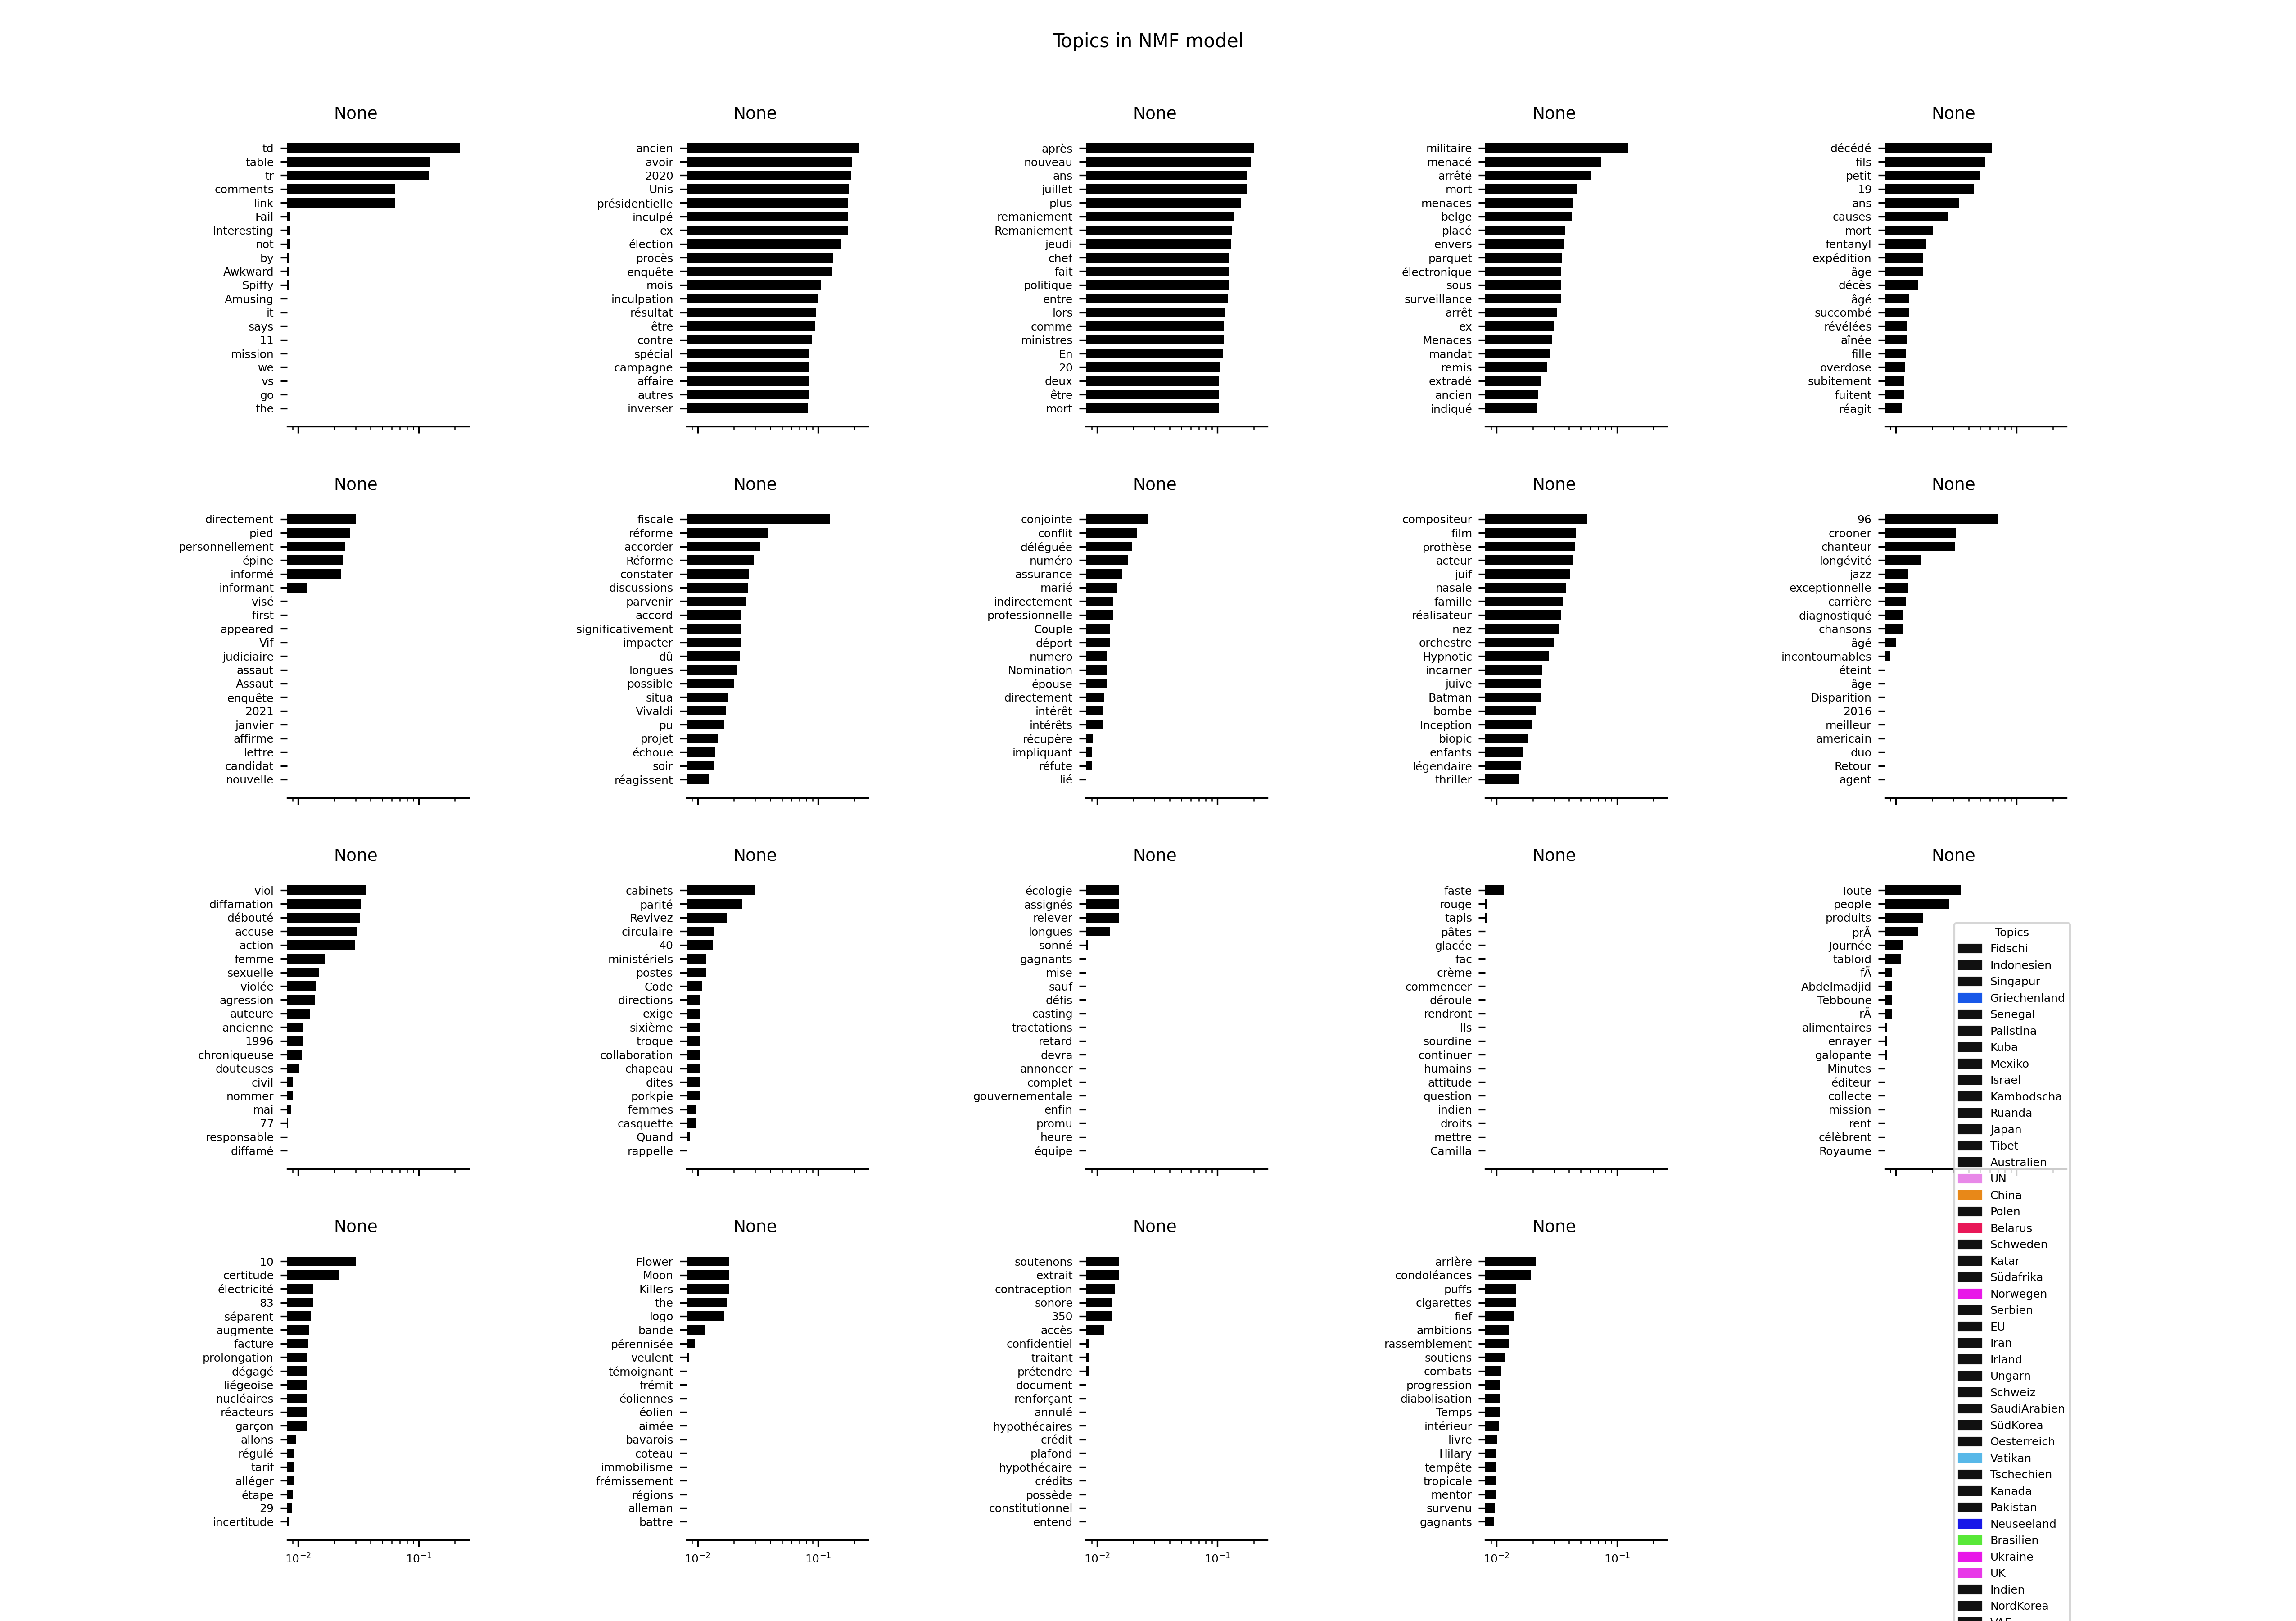 Topics in NMF model
None
td
table
tr
comments
link
Fail
Interesting
not
by
Awkward
Spiffy
Amusing
it
says
11
mission
we
vs
go
the
None
ancien
avoir
2020
Unis
présidentielle
inculpé
ex
élection
procès
enquête
mois
inculpation
résultat
être
contre
spécial
campagne
affaire
autres
inverser
None
après
nouveau
ans
juillet
plus
remaniement
Remaniement
jeudi
chef
fait
politique
entre
lors
comme
ministres
En
20
deux
être
mort
None
militaire
menacé
arrêté
mort
menaces
belge
placé
envers
parquet
électronique
sous
surveillance
arrêt
ex
Menaces
mandat
remis
extradé
ancien
indiqué
None
décédé
fils
petit
19
ans
causes
mort
fentanyl
expédition
âge
décès
âgé
succombé
révélées
aînée
fille
overdose
subitement
fuitent
réagit
None
directement
pied
personnellement
épine
informé
informant
visé
first
appeared
Vif
judiciaire
assaut
Assaut
enquête
2021
janvier
affirme
lettre
candidat
nouvelle
None
fiscale
réforme
accorder
Réforme
constater
discussions
parvenir
accord
significativement
impacter
dû
longues
possible
situa
Vivaldi
pu
projet
échoue
soir
réagissent
None
conjointe
conflit
déléguée
numéro
assurance
marié
indirectement
professionnelle
Couple
déport
numero
Nomination
épouse
directement
intérêt
intérêts
récupère
impliquant
réfute
lié
None
compositeur
film
prothèse
acteur
juif
nasale
famille
réalisateur
nez
orchestre
Hypnotic
incarner
juive
Batman
bombe
Inception
biopic
enfants
légendaire
thriller
None
96
crooner
chanteur
longévité
jazz
exceptionnelle
carrière
diagnostiqué
chansons
âgé
incontournables
éteint
âge
Disparition
2016
meilleur
americain
duo
Retour
agent
None
viol
diffamation
débouté
accuse
action
femme
sexuelle
violée
agression
auteure
ancienne
1996
chroniqueuse
douteuses
civil
nommer
mai
77
responsable
diffamé
None
cabinets
parité
Revivez
circulaire
40
ministériels
postes
Code
directions
exige
sixième
troque
collaboration
chapeau
dites
porkpie
femmes
casquette
Quand
rappelle
None
écologie
assignés
relever
longues
sonné
gagnants
mise
sauf
défis
casting
tractations
retard
devra
annoncer
complet
gouvernementale
enfin
promu
heure
équipe
None
faste
rouge
tapis
pâtes
glacée
fac
crème
commencer
déroule
rendront
Ils
sourdine
continuer
humains
attitude
question
indien
droits
mettre
Camilla
None
Toute
people
produits
prÃ
Journée
tabloïd
fÃ
Abdelmadjid
Tebboune
rÃ
alimentaires
enrayer
galopante
Minutes
éditeur
collecte
mission
rent
célèbrent
Royaume
None
10
certitude
électricité
83
séparent
augmente
facture
prolongation
dégagé
liégeoise
nucléaires
réacteurs
garçon
allons
régulé
tarif
alléger
étape
29
incertitude
10⁻² 10⁻¹
None
Flower
Moon
Killers
the
logo
bande
pérennisée
veulent
témoignant
frémit
éoliennes
éolien
aimée
bavarois
coteau
immobilisme
frémissement
régions
alleman
battre
10⁻² 10⁻¹
None
soutenons
extrait
contraction
sonore
350
accès
confidentiel
traitant
prétendre
document
renforçant
annulé
hypothécaires
crédit
plafond
hypothécaire
crédits
possède
constitutionnel
entend
10⁻² 10⁻¹
None
arrière
condoléances
puffs
cigarettes
fief
ambitions
rassemblement
soutiens
combats
progression
diabolisation
Temps
intérieur
livre
Hilary
tempête
tropicale
mentor
survenu
gagnants
10⁻² 10⁻¹
Topics
Fidschi
Indonesien
Singapur
Griechenland
Senegal
Palistina
Kuba
Mexiko
Israel
Kambodscha
Ruanda
Japan
Tibet
Australien
UN
China
Polen
Belarus
Schweden
Katar
Südafrika
Norwegen
Serbien
EU
Iran
Irland
Ungarn
Schweiz
SaudiArabien
SüdKorea
Oesterreich
Vatikan
Tschechien
Kanada
Pakistan
Neuseeland
Brasilien
Ukraine
UK
Indien
NordKorea